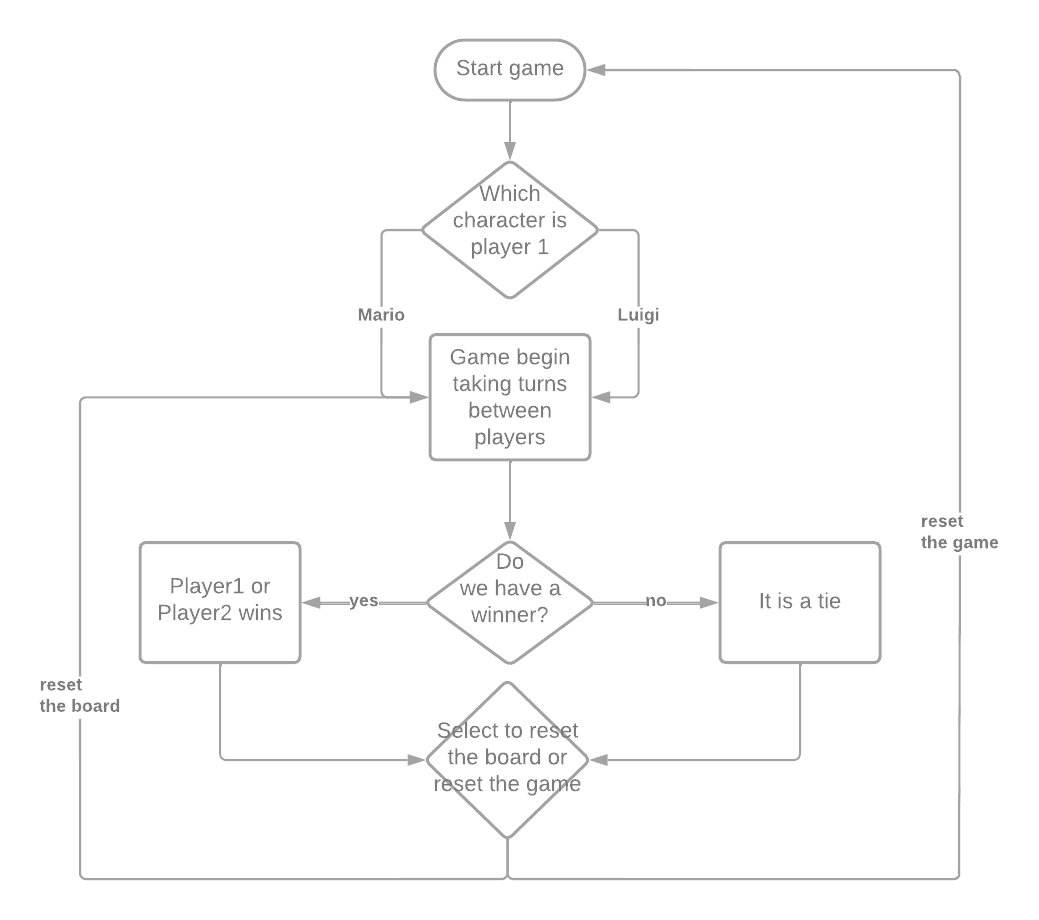 Start game
Which
character is
player 1
Mario
Luigi
Game begin
taking turns
between
players
reset
the game
Do
we have a
winner?
yes
no
Player1 or
Player2 wins
It is a tie
reset
the board
Select to reset
the board or
reset the game